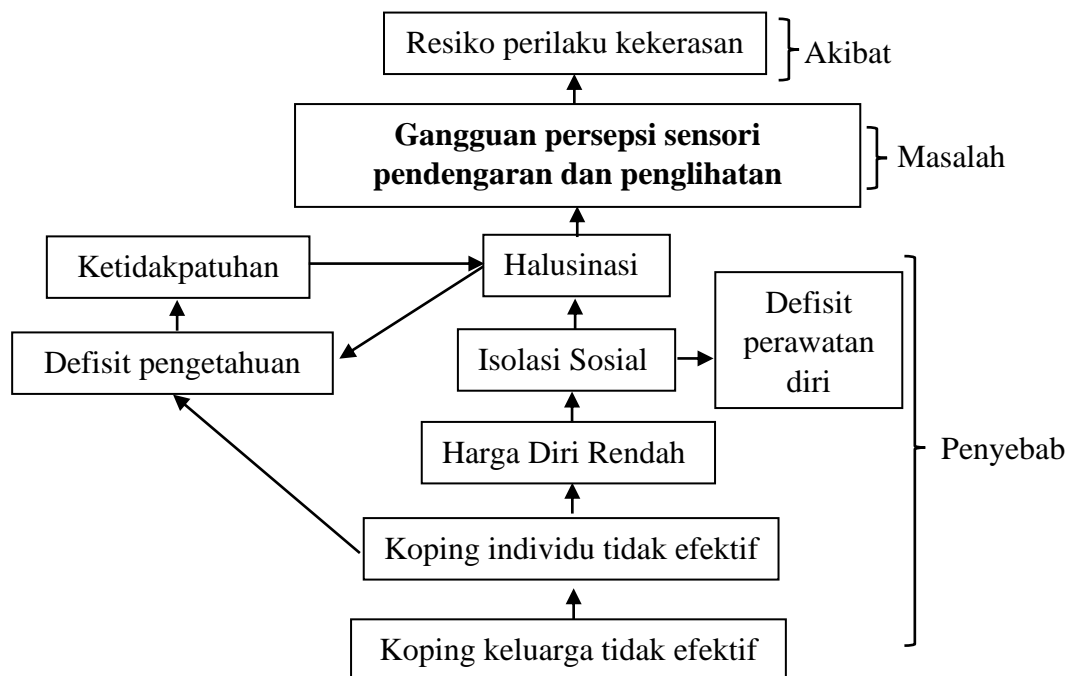 Resiko perilaku kekerasan
Akibat
Gangguan persepsi sensori
pendengaran dan penglihatan
Masalah
Ketidakpatuhan
Halusinasi
Defisit
perawatan
diri
Defisit pengetahuan
Isolasi Sosial
Harga Diri Rendah
Penyebab
Koping individu tidak efektif
Koping keluarga tidak efektif